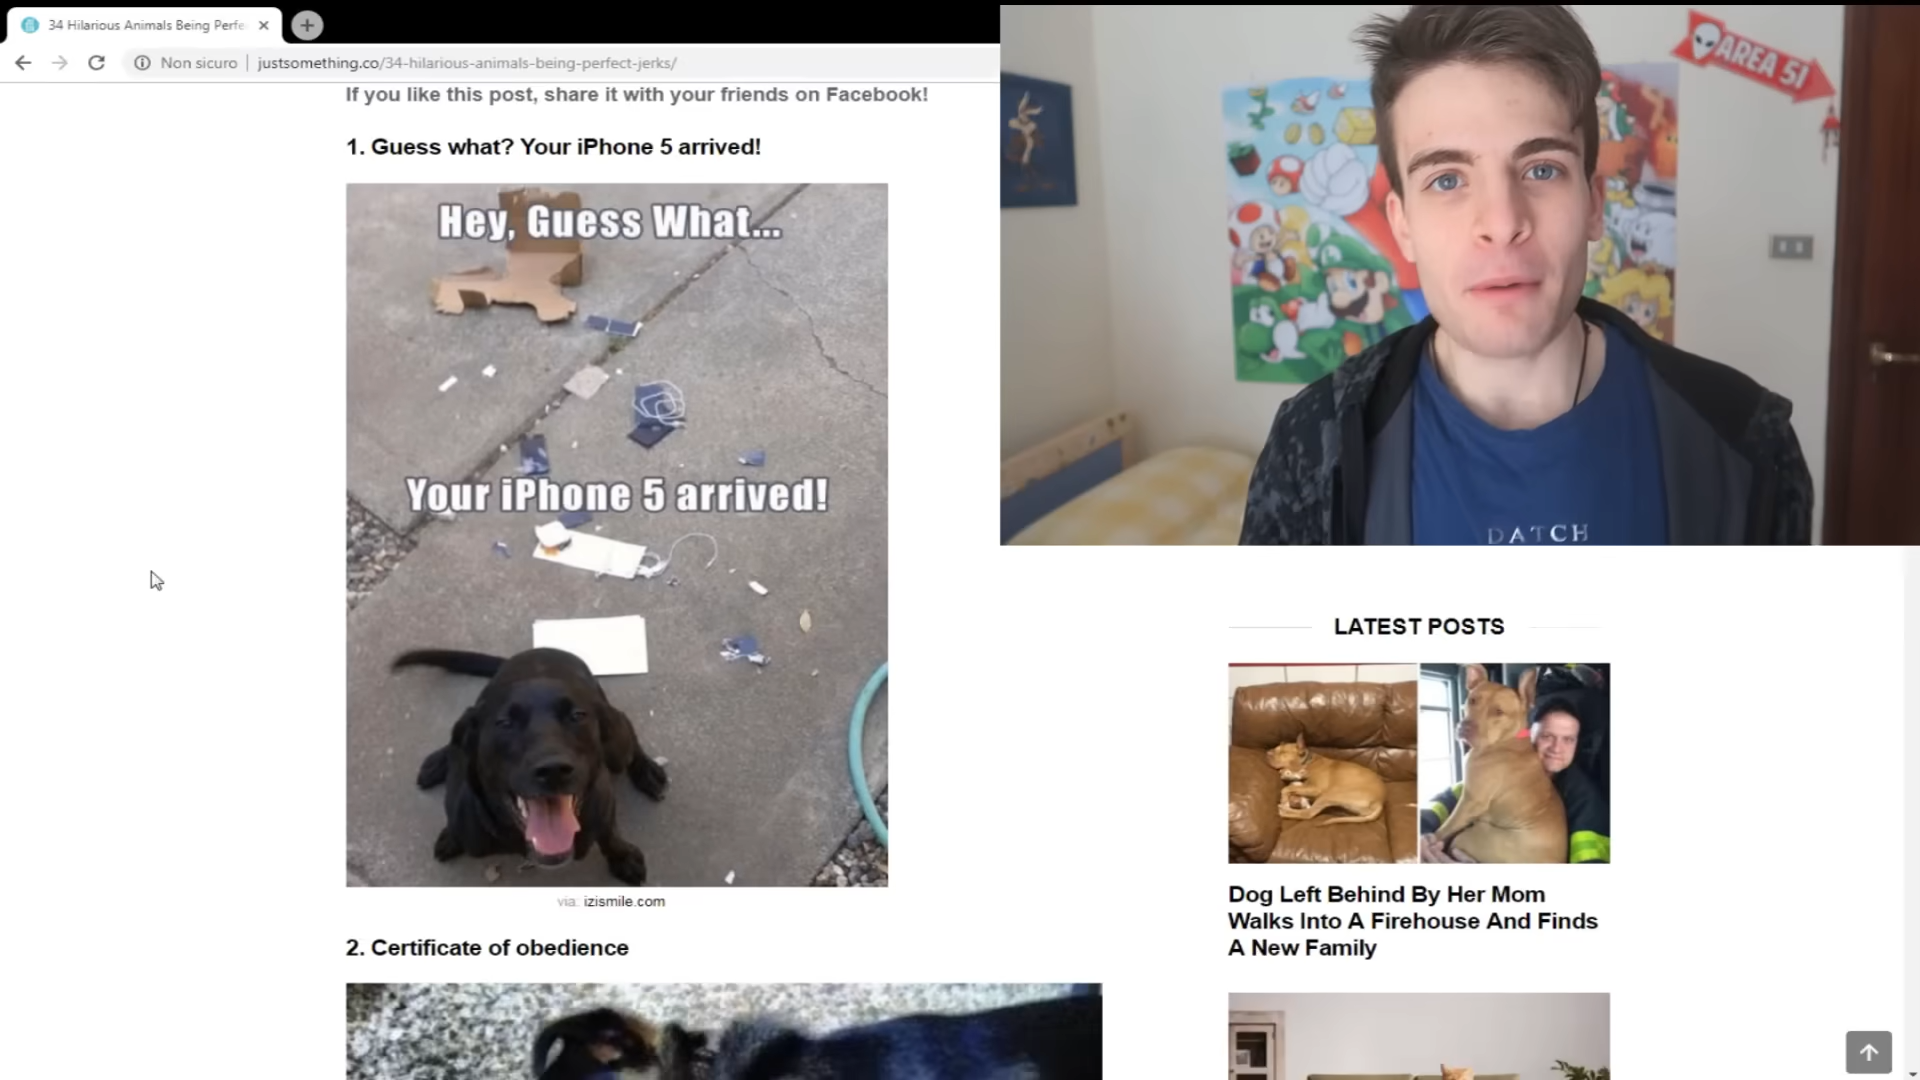 34 Hilarious Animals Being Perfe
Non sicuro
justsomething.co/34-hilarious-animals-being-perfect-jerks/
If you like this post, share it with your friends on Facebook!
1. Guess what? Your iPhone 5 arrived!
Hey, Guess What...
Your iPhone 5 arrived!
via: izismile.com
2. Certificate of obedience
AREA 51
DATCH
LATEST POSTS
Dog Left Behind By Her Mom
Walks Into A Firehouse And Finds
A New Family